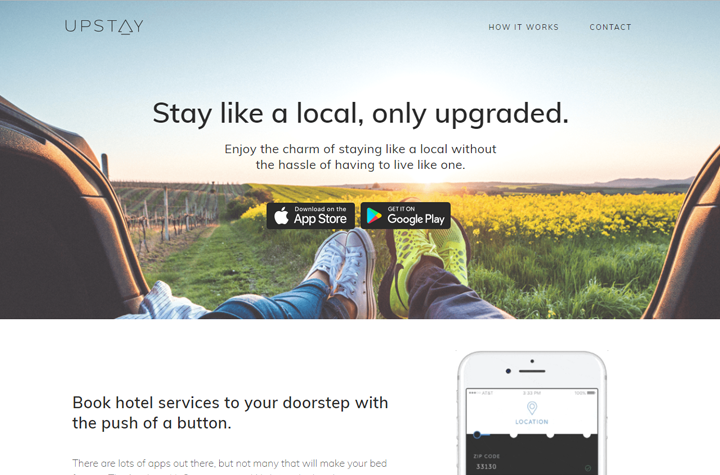 UPSTAY
HOW IT WORKS
CONTACT
Stay like a local, only upgraded.
Enjoy the charm of staying like a local without
the hassle of having to live like one.
Download on the
App Store
GET IT ON
Google Play
Book hotel services to your doorstep with
the push of a button.
AT&T
3:23 PM
100%
LOCATION
ZIP CODE
33130
There are lots of apps out there, but not many that will make your bed